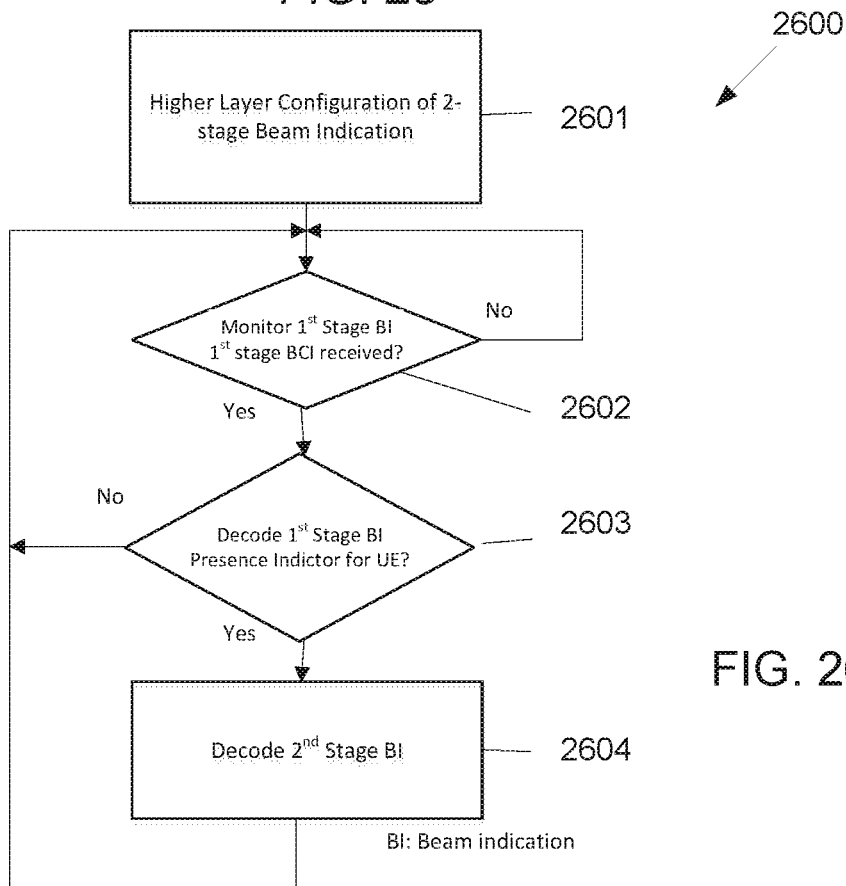 2600
Higher Layer Configuration of 2-
stage Beam Indication
2601
Monitor 1st Stage BI
1st stage BCI received?
No
2602
Yes
Decode 1st Stage BI
Presence Indictor for UE?
No
2603
Yes
Decode 2nd Stage BI
2604
BI: Beam indication
FIG. 2